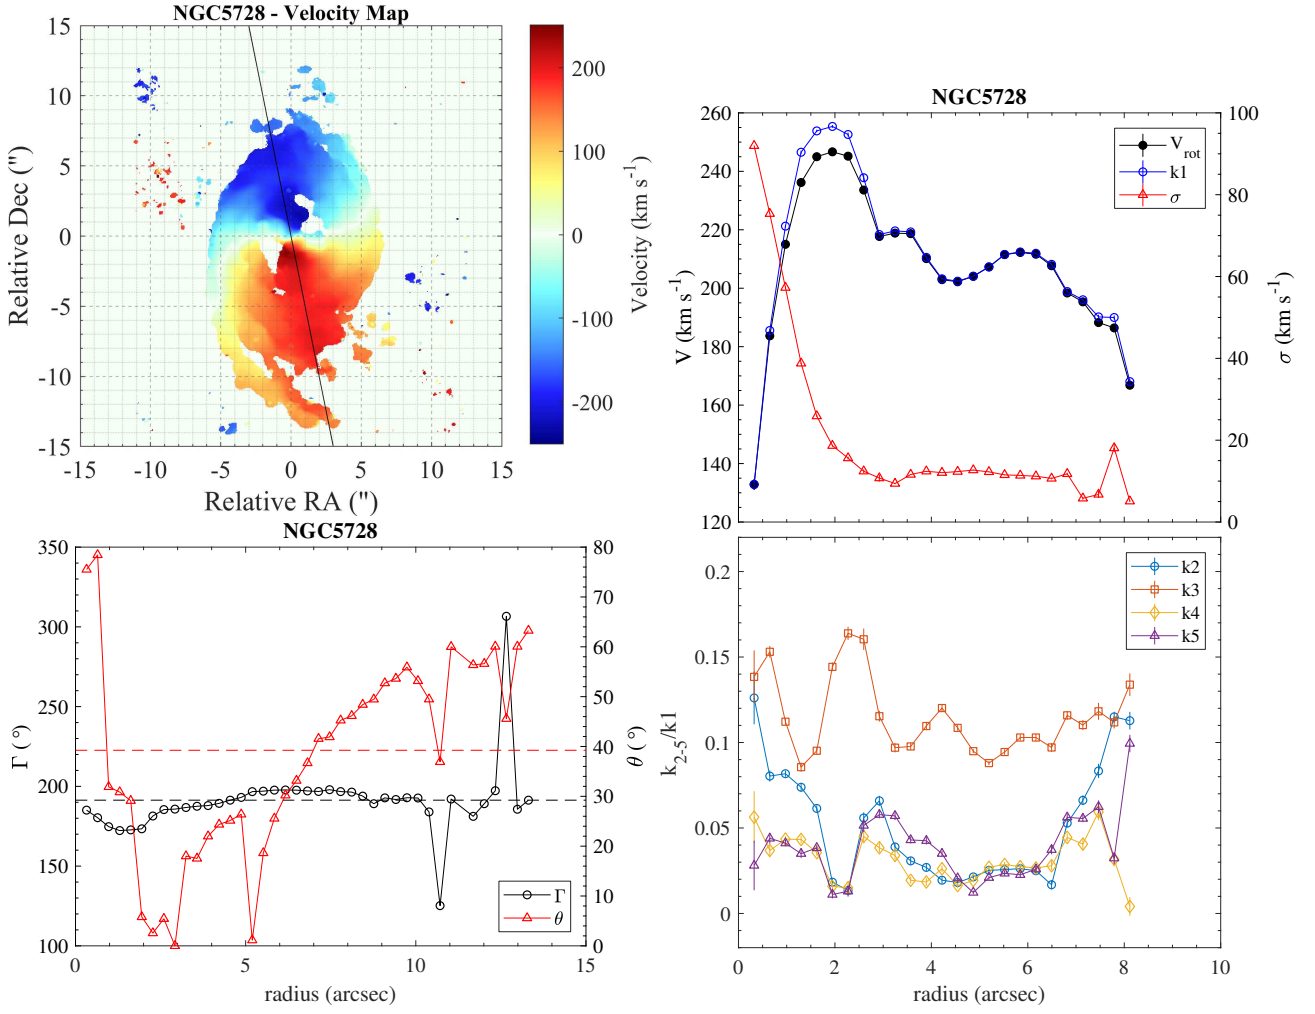 NGC5728 - Velocity Map
15
10
5
0
-5
-10
-15
-15 -10 -5 0 5 10 15
Relative Dec (")
Relative RA (")
200
100
0
-100
-200
Velocity (km s⁻¹)
NGC5728
260
240
220
200
180
160
140
120
V (km s⁻¹)
100
80
60
40
20
0
σ (km s⁻¹)
V_rot
k1
σ
NGC5728
350
300
250
200
150
100
Γ (°)
80
70
60
50
40
30
20
10
0
θ (°)
Γ
θ
0 5 10 15
radius (arcsec)
0.2
0.15
0.1
0.05
0
k₂₋₅/k1
k2
k3
k4
k5
0 2 4 6 8 10
radius (arcsec)